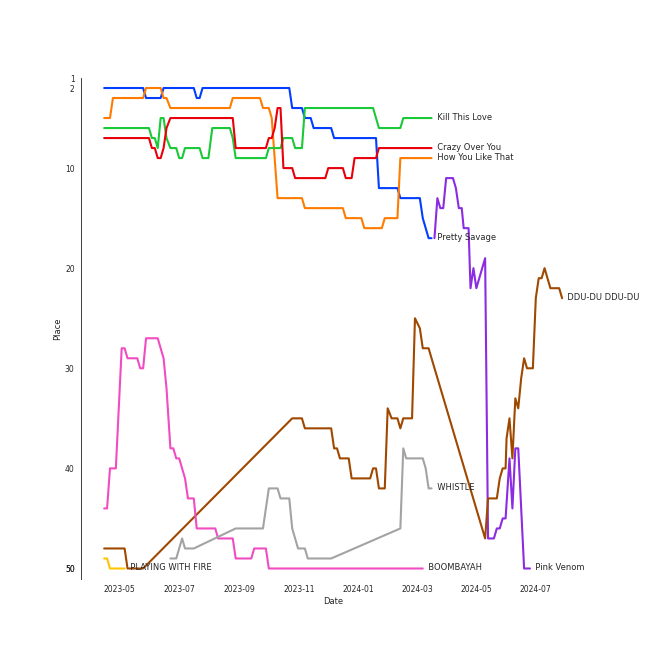 1
2
10
20
30
40
50
Place
Kill This Love
Crazy Over You
How You Like That
Pretty Savage
DDU-DU DDU-DU
WHISTLE
PLAYING WITH FIRE
BOOMBAYAH
Pink Venom
2023-05
2023-07
2023-09
2023-11
2024-01
2024-03
2024-05
2024-07
Date